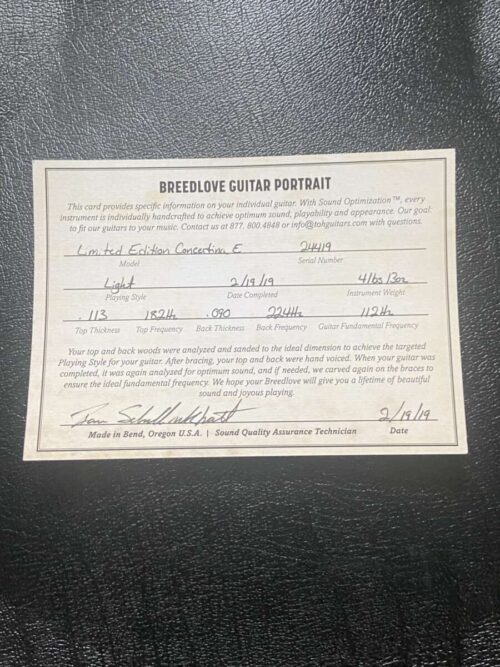 BREEDLOVE GUITAR PORTRAIT
This card provides specific information on your individual guitar. With Sound Optimization™, every
instrument is individually handcrafted to achieve optimum sound, playability and appearance. Our goal:
to fit our guitars to your music. Contact us at 877. 800.4848 or info@tohguitars.com with questions.
Limited Edition Concertina E 24419
Model Serial Number
Light 2/19/19 4lbs 13oz
Playing Style Date Completed Instrument Weight
.113 182Hz .090 224Hz 112Hz
Top Thickness Top Frequency Back Thickness Back Frequency Guitar Fundamental Frequency
Your top and back woods were analyzed and sanded to the ideal dimension to achieve the targeted
Playing Style for your guitar. After bracing, your top and back were hand voiced. When your guitar was
completed, it was again analyzed for optimum sound, and if needed, we carved again on the braces to
ensure the ideal fundamental frequency. We hope your Breedlove will give you a lifetime of beautiful
sound and joyous playing.
2/19/19
Made in Bend, Oregon U.S.A. | Sound Quality Assurance Technician Date